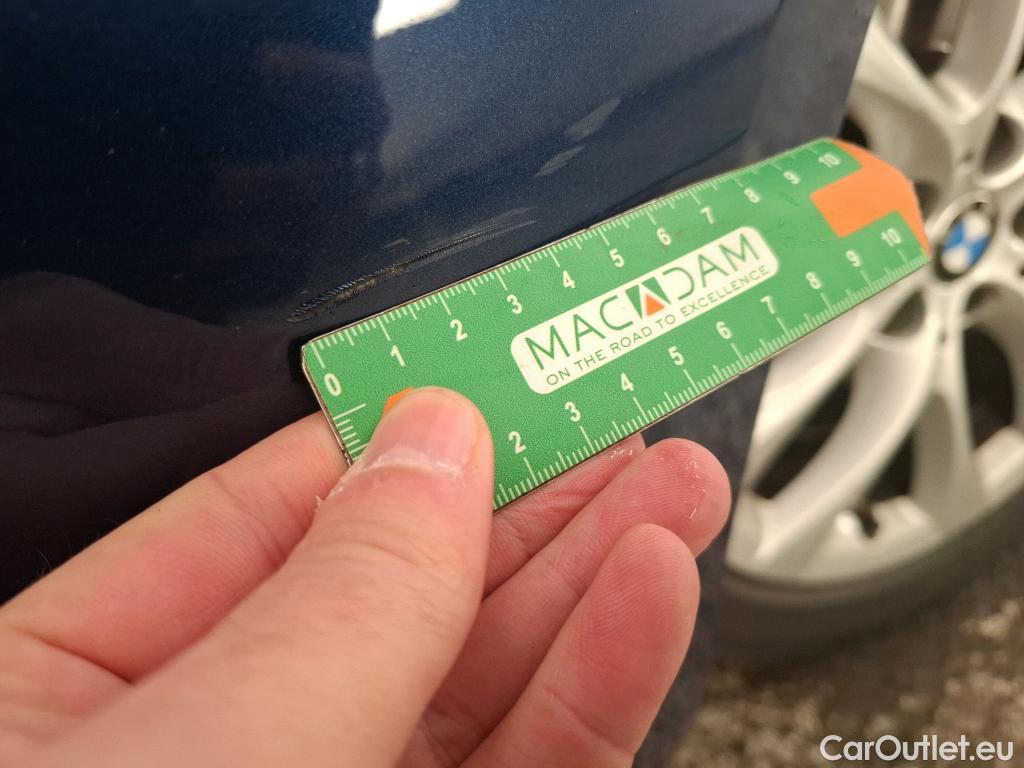 0 1 2 3 4 5 6 7 8 9 10
MACADAM
ON THE ROAD TO EXCELLENCE
2 3 4 5 6 7 8 9 10
CarOutlet.eu